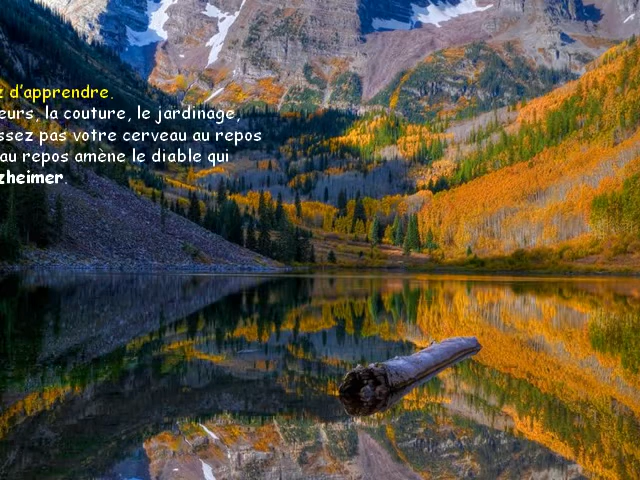 z d’apprendre.
eurs, la couture, le jardinage,
ssez pas votre cerveau au repos
au repos amène le diable qui
zheimer.